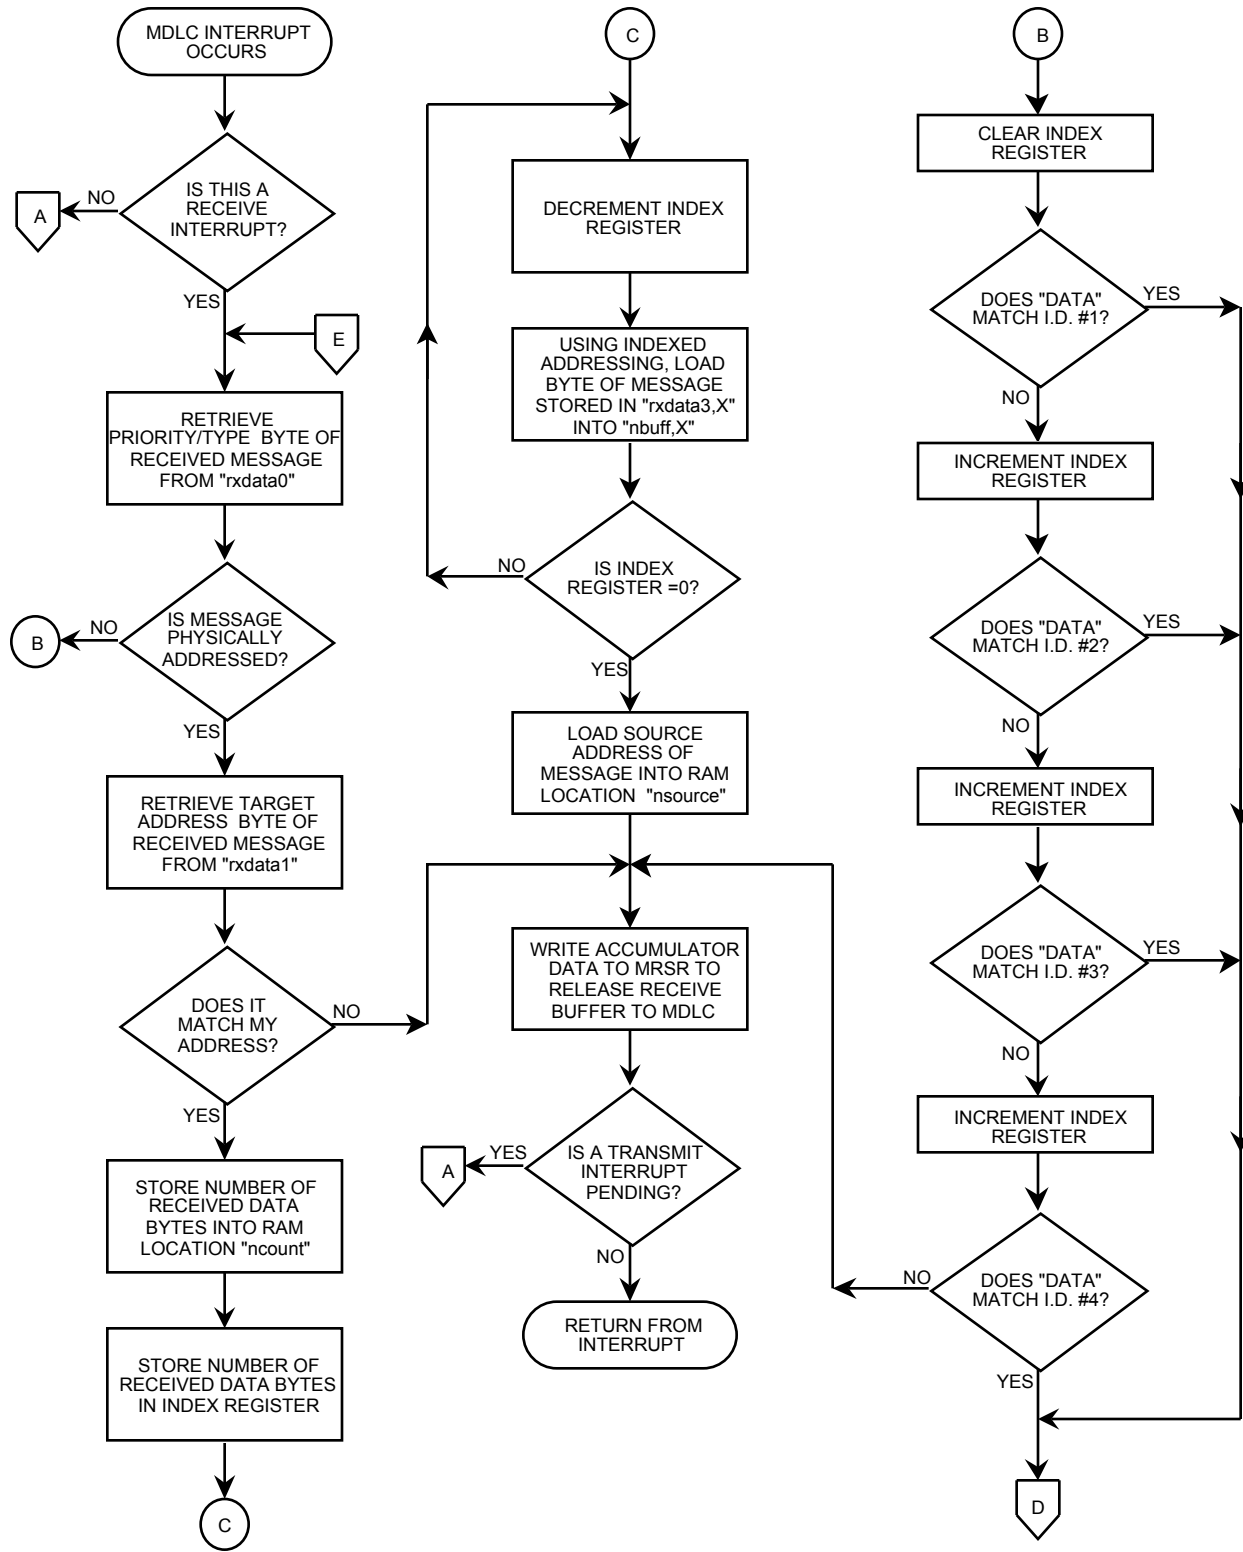 MDLC INTERRUPT
OCCURS
IS THIS A
RECEIVE
INTERRUPT?
NO
A
YES
E
RETRIEVE
PRIORITY/TYPE BYTE OF
RECEIVED MESSAGE
FROM "rxdata0"
IS MESSAGE
PHYSICALLY
ADDRESSED?
NO
B
YES
RETRIEVE TARGET
ADDRESS BYTE OF
RECEIVED MESSAGE
FROM "rxdata1"
DOES IT
MATCH MY
ADDRESS?
NO
YES
STORE NUMBER OF
RECEIVED DATA
BYTES INTO RAM
LOCATION "ncount"
STORE NUMBER OF
RECEIVED DATA BYTES
IN INDEX REGISTER
C
C
DECREMENT INDEX
REGISTER
USING INDEXED
ADDRESSING, LOAD
BYTE OF MESSAGE
STORED IN "rxdata3,X"
INTO "nbuff,X"
IS INDEX
REGISTER =0?
NO
YES
LOAD SOURCE
ADDRESS OF
MESSAGE INTO RAM
LOCATION "nsource"
WRITE ACCUMULATOR
DATA TO MRSR TO
RELEASE RECEIVE
BUFFER TO MDLC
IS A TRANSMIT
INTERRUPT
PENDING?
YES
A
NO
RETURN FROM
INTERRUPT
B
CLEAR INDEX
REGISTER
DOES "DATA"
MATCH I.D. #1?
YES
NO
INCREMENT INDEX
REGISTER
DOES "DATA"
MATCH I.D. #2?
YES
NO
INCREMENT INDEX
REGISTER
DOES "DATA"
MATCH I.D. #3?
YES
NO
INCREMENT INDEX
REGISTER
DOES "DATA"
MATCH I.D. #4?
NO
YES
D